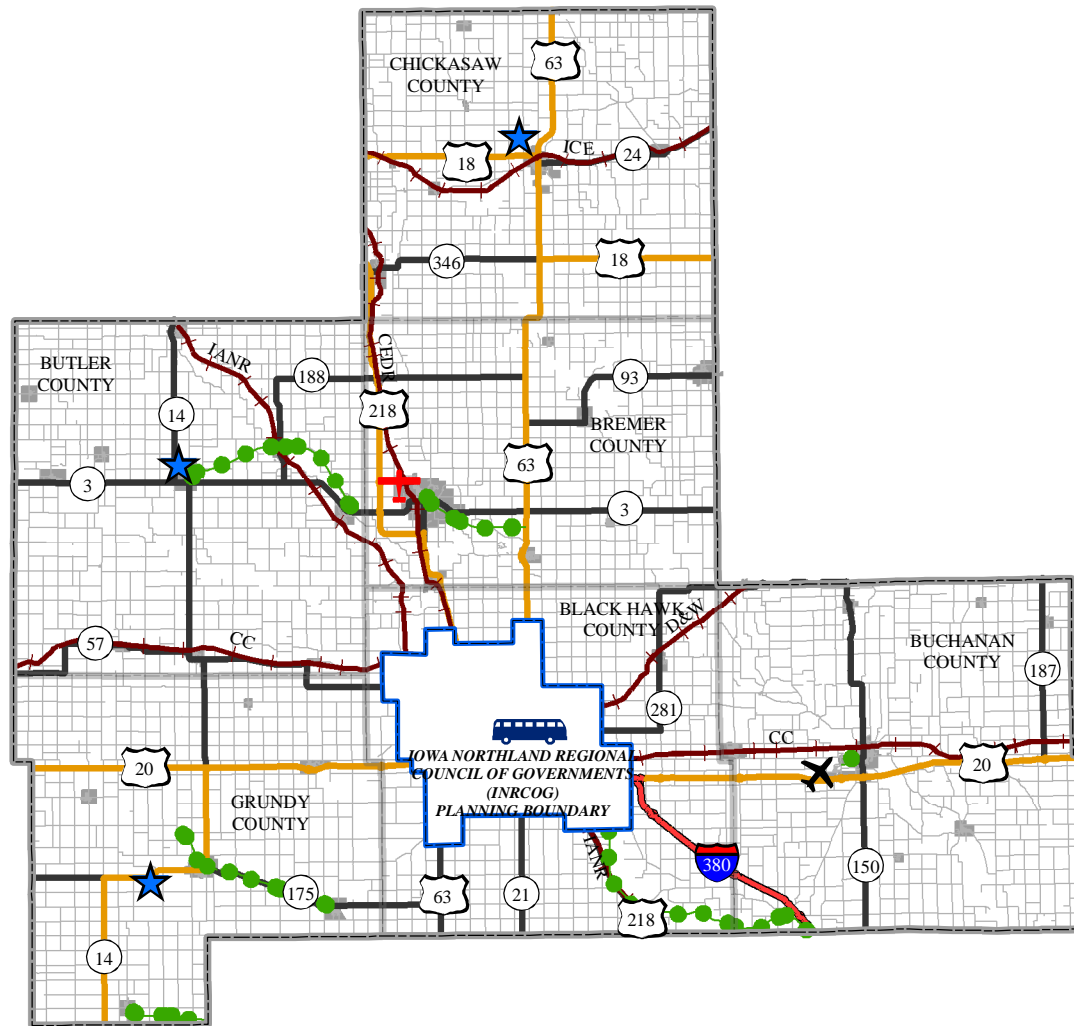 63
CHICKASAW
COUNTY
ICE
24
18
346
18
BUTLER
COUNTY
IANR
CEDR
188
93
14
218
BREMER
COUNTY
63
3
3
BLACK HAWK
COUNTY
D&W
57
CC
BUCHANAN
COUNTY
187
281
CC
20
20
IOWA NORTHLAND REGIONAL
COUNCIL OF GOVERNMENTS
(INRCOG)
PLANNING BOUNDARY
GRUNDY
COUNTY
IANR
380
150
175
63
21
218
14